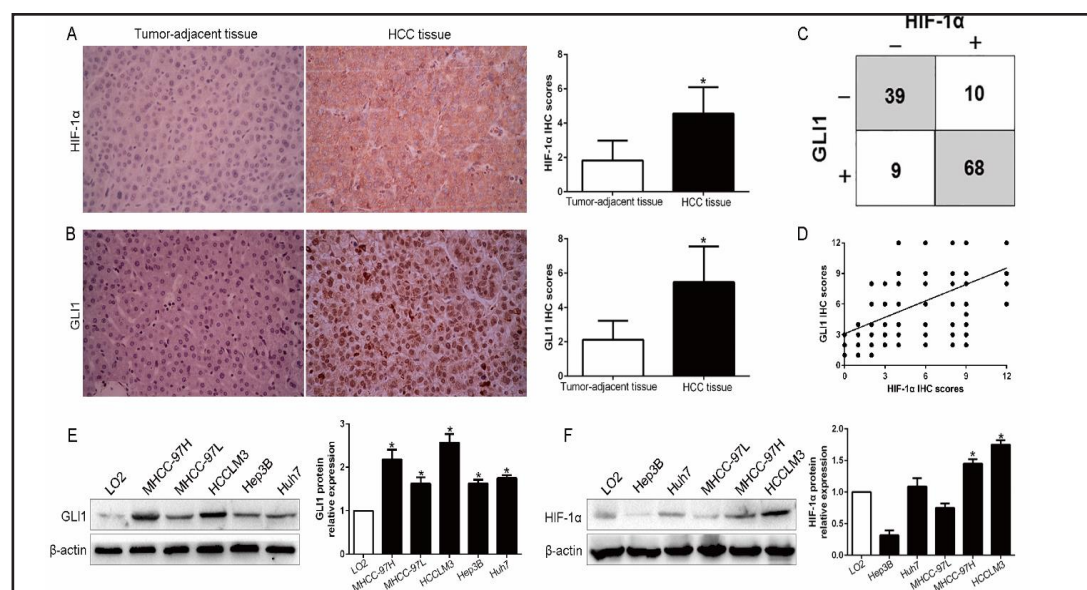 A
Tumor-adjacent tissue
HCC tissue
HIF-1α
HIF-1α IHC scores
8
6
4
2
0
*
Tumor-adjacent tissue
HCC tissue
B
GLI1
GLI1 IHC scores
8
6
4
2
0
*
Tumor-adjacent tissue
HCC tissue
C
HIF-1α
− +
GLI1
−
39 10
+
9 68
D
GLI1 IHC scores
12
9
6
3
0
0 3 6 9 12
HIF-1α IHC scores
E
LO2 MHCC-97H MHCC-97L HCCLM3 Hep3B Huh7
GLI1
β-actin
GLI1 protein
relative expression
3
2
1
0
* * * * *
LO2 MHCC-97H MHCC-97L HCCLM3 Hep3B Huh7
F
LO2 Hep3B Huh7 MHCC-97L MHCC-97H HCCLM3
HIF-1α
β-actin
HIF-1α protein
relative expression
2.0
1.5
1.0
0.5
0.0
* *
LO2 Hep3B Huh7 MHCC-97L MHCC-97H HCCLM3